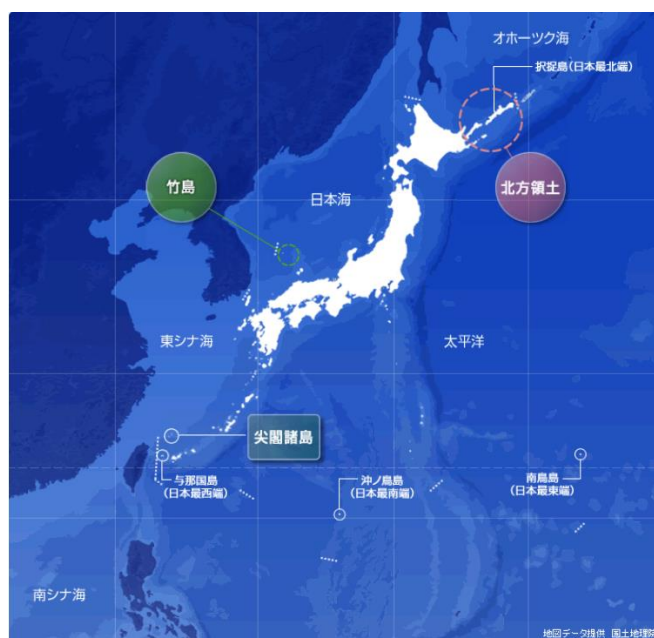 オホーツク海
択捉島(日本最北端)
竹島
北方領土
日本海
東シナ海
太平洋
尖閣諸島
与那国島
(日本最西端)
沖ノ鳥島
(日本最南端)
南鳥島
(日本最東端)
南シナ海
地図データ提供 国土地理院